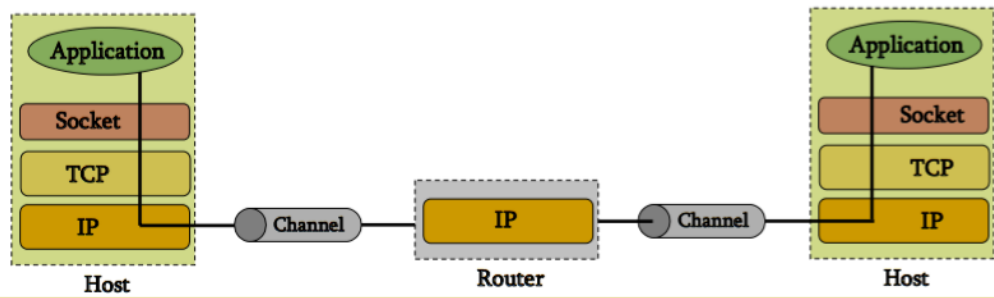 Application
Socket
TCP
IP
Host
Channel
IP
Router
Channel
Application
Socket
TCP
IP
Host